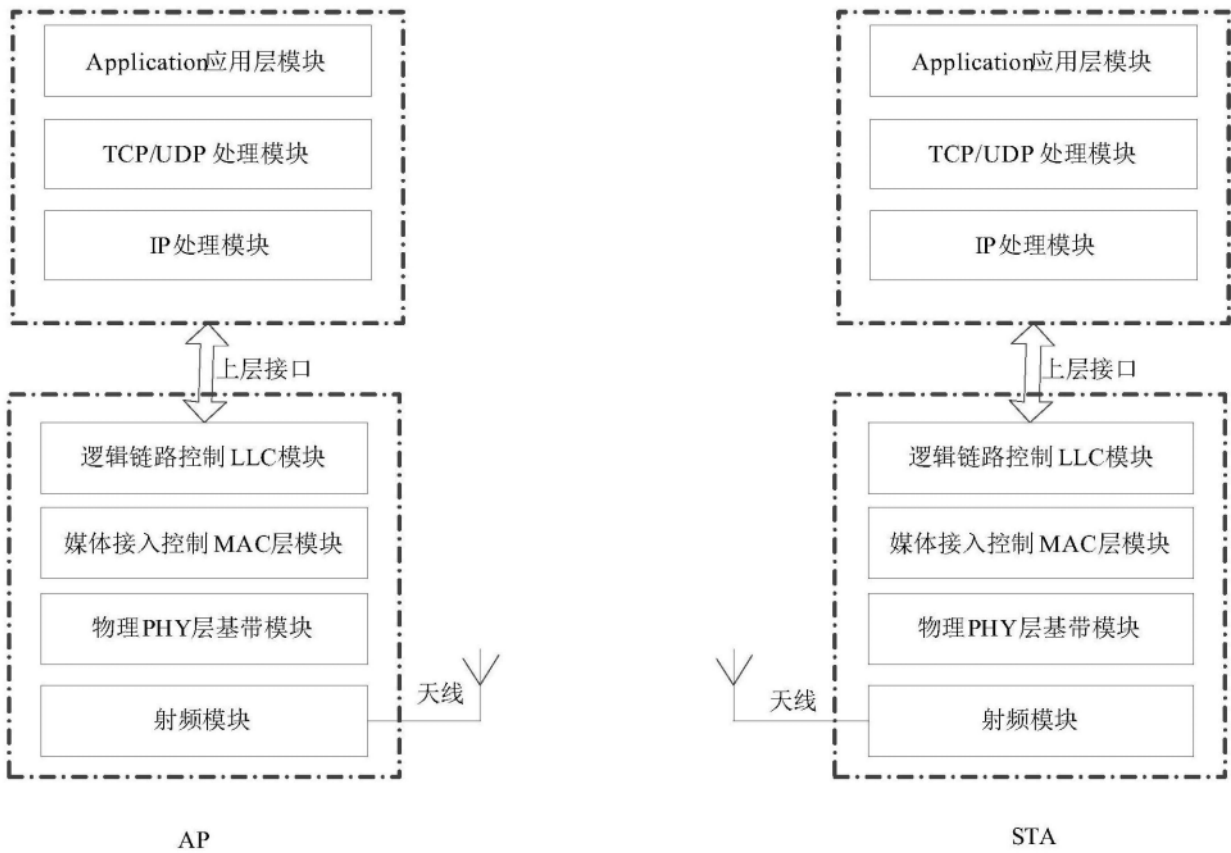 Application应用层模块
TCP/UDP 处理模块
IP处理模块
上层接口
逻辑链路控制 LLC模块
媒体接入控制 MAC层模块
物理PHY层基带模块
射频模块
天线
AP
Application应用层模块
TCP/UDP 处理模块
IP处理模块
上层接口
逻辑链路控制 LLC模块
媒体接入控制 MAC层模块
物理PHY层基带模块
射频模块
天线
STA